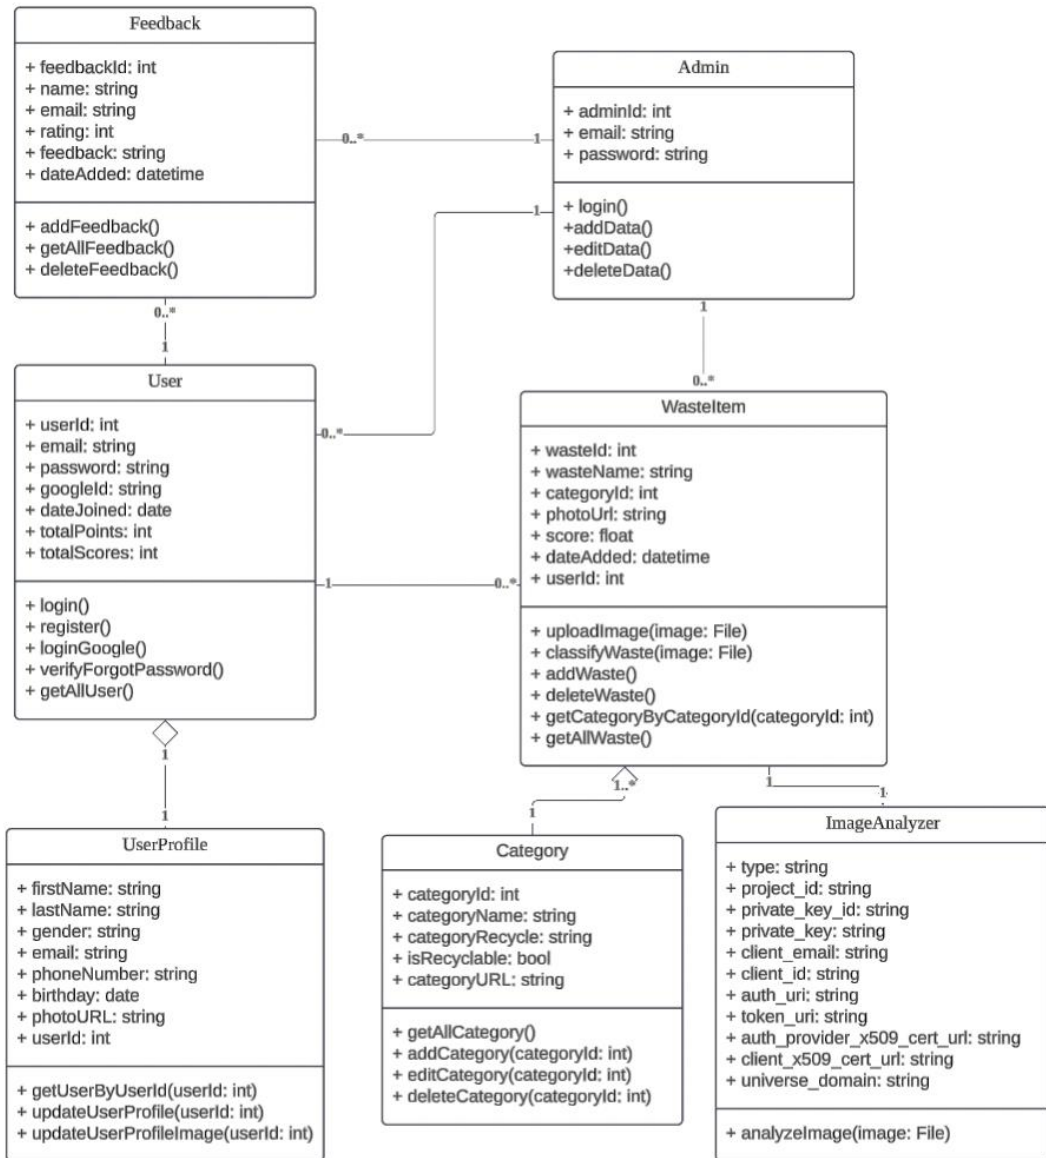 Feedback
+ feedbackId: int
+ name: string
+ email: string
+ rating: int
+ feedback: string
+ dateAdded: datetime
+ addFeedback()
+ getAllFeedback()
+ deleteFeedback()
Admin
+ adminId: int
+ email: string
+ password: string
+ login()
+addData()
+editData()
+deleteData()
0..*
1
1
0..*
0..*
1
1
0..*
User
+ userId: int
+ email: string
+ password: string
+ googleId: string
+ dateJoined: date
+ totalPoints: int
+ totalScores: int
+ login()
+ register()
+ loginGoogle()
+ verifyForgotPassword()
+ getAllUser()
WasteItem
+ wasteId: int
+ wasteName: string
+ categoryId: int
+ photoUrl: string
+ score: float
+ dateAdded: datetime
+ userId: int
+ uploadImage(image: File)
+ classifyWaste(image: File)
+ addWaste()
+ deleteWaste()
+ getCategoryByCategoryId(categoryId: int)
+ getAllWaste()
1
0..*
1
1
1..*
1
1
1
UserProfile
+ firstName: string
+ lastName: string
+ gender: string
+ email: string
+ phoneNumber: string
+ birthday: date
+ photoURL: string
+ userId: int
+ getUserByUserId(userId: int)
+ updateUserProfile(userId: int)
+ updateUserProfileImage(userId: int)
Category
+ categoryId: int
+ categoryName: string
+ categoryRecycle: string
+ isRecyclable: bool
+ categoryURL: string
+ getAllCategory()
+ addCategory(categoryId: int)
+ editCategory(categoryId: int)
+ deleteCategory(categoryId: int)
ImageAnalyzer
+ type: string
+ project_id: string
+ private_key_id: string
+ private_key: string
+ client_email: string
+ client_id: string
+ auth_uri: string
+ token_uri: string
+ auth_provider_x509_cert_url: string
+ client_x509_cert_url: string
+ universe_domain: string
+ analyzeImage(image: File)